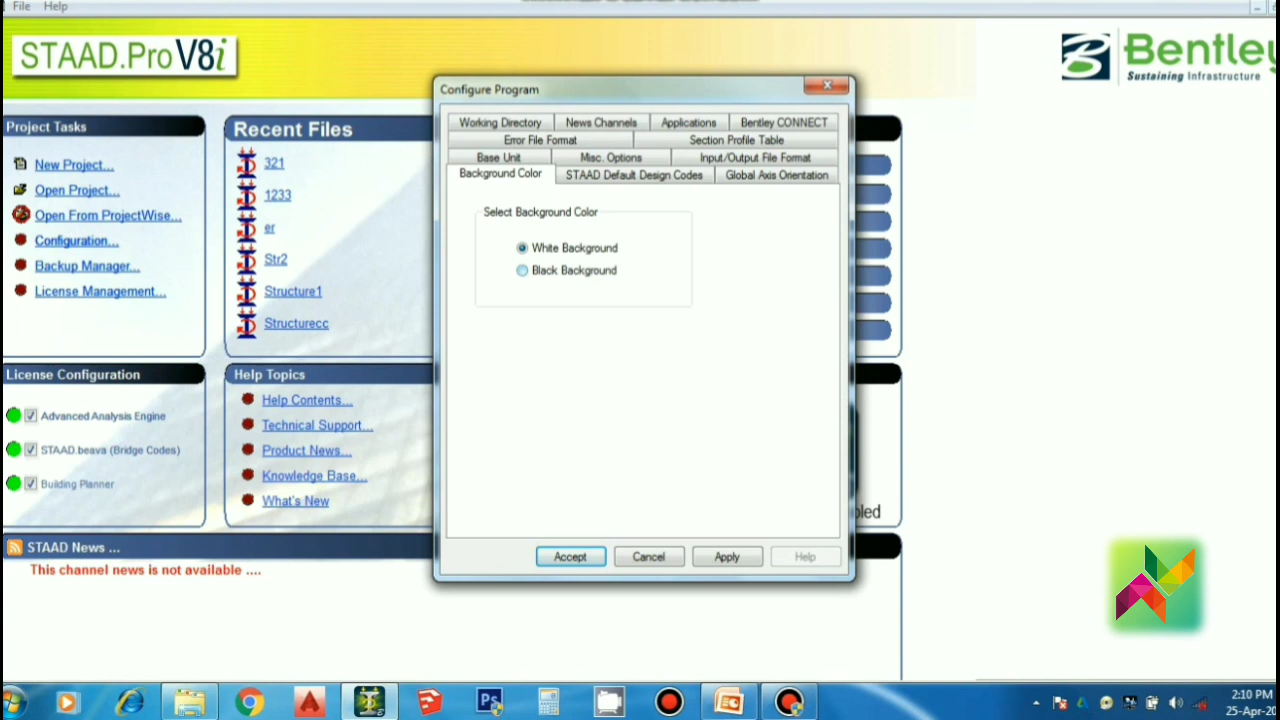 File Help
STAAD.Pro V8i
Bentley
Sustaining Infrastructure
Project Tasks
New Project...
Open Project...
Open From ProjectWise...
Configuration...
Backup Manager...
License Management...
Recent Files
321
1233
er
Str2
Structure1
Structurecc
License Configuration
Advanced Analysis Engine
STAAD.beava (Bridge Codes)
Building Planner
Help Topics
Help Contents...
Technical Support...
Product News...
Knowledge Base...
What's New
STAAD News ...
This channel news is not available ....
Configure Program
Working Directory News Channels Applications Bentley CONNECT
Error File Format Section Profile Table
Base Unit Misc. Options Input/Output File Format
Background Color STAAD Default Design Codes Global Axis Orientation
Select Background Color
White Background
Black Background
Accept Cancel Apply Help
Ps
2:10 PM
25-Apr-20